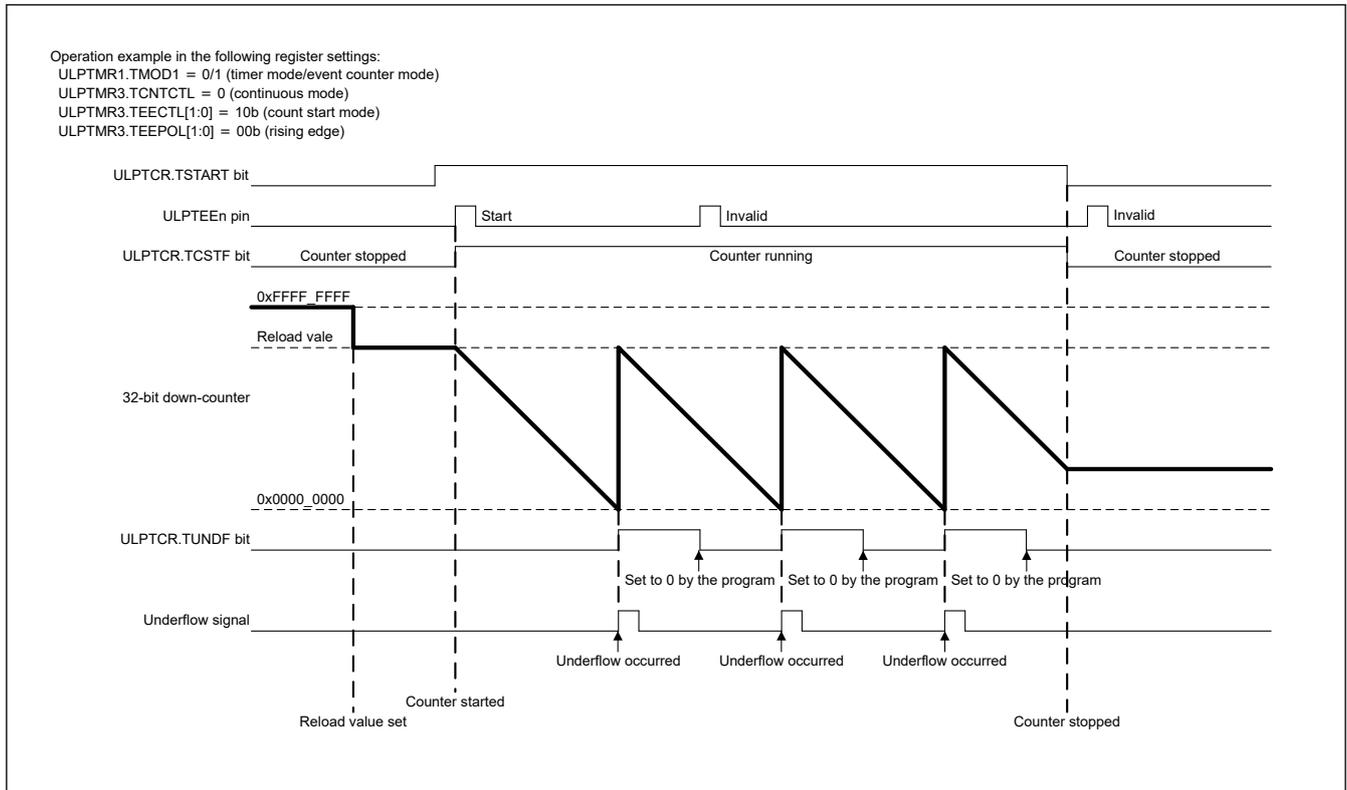 Operation example in the following register settings:
ULPTMR1.TMOD1 = 0/1 (timer mode/event counter mode)
ULPTMR3.TCNTCTL = 0 (continuous mode)
ULPTMR3.TEECTL[1:0] = 10b (count start mode)
ULPTMR3.TEEPOL[1:0] = 00b (rising edge)
ULPTCR.TSTART bit
ULPTEEn pin
Start
Invalid
Invalid
ULPTCR.TCSTF bit
Counter stopped
Counter running
Counter stopped
0xFFFF_FFFF
Reload vale
32-bit down-counter
0x0000_0000
ULPTCR.TUNDF bit
Set to 0 by the program
Set to 0 by the program
Set to 0 by the program
Underflow signal
Underflow occurred
Underflow occurred
Underflow occurred
Counter started
Reload value set
Counter stopped